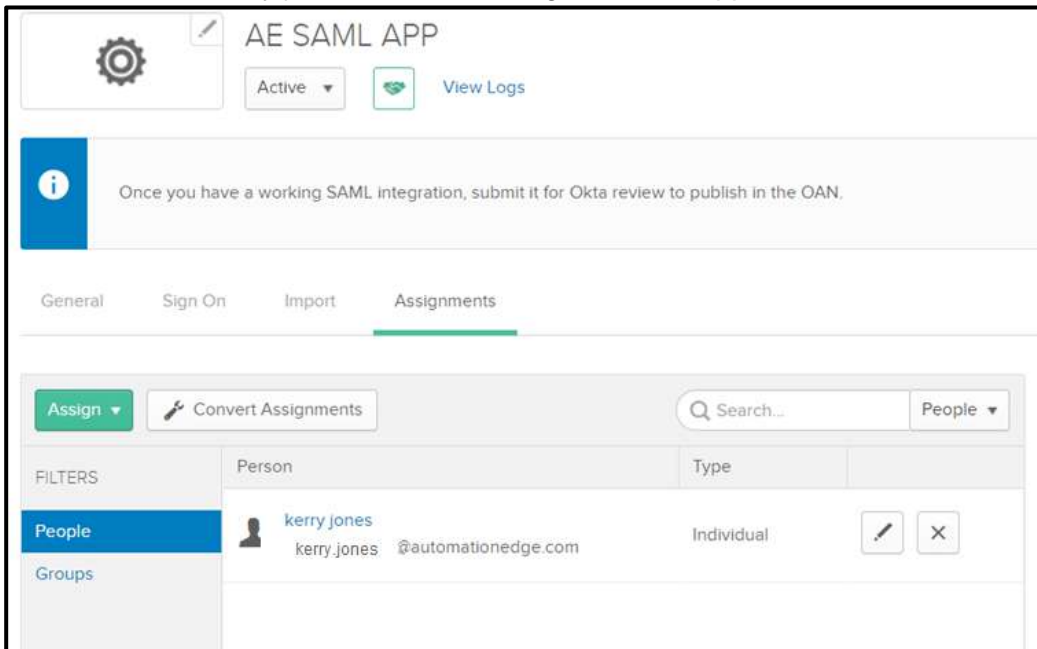 AE SAML APP
Active
View Logs
Once you have a working SAML integration, submit it for Okta review to publish in the OAN.
General Sign On Import Assignments
Assign Convert Assignments Search... People
FILTERS Person Type
People
kerry jones
kerry.jones @automationedge.com
Individual
Groups